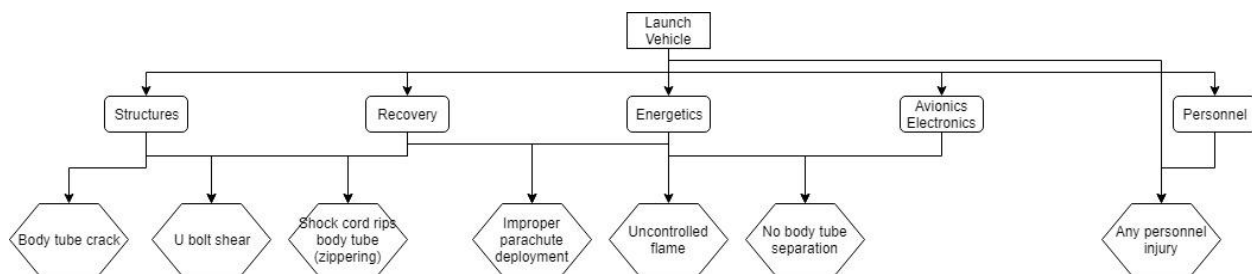 Launch
Vehicle
Structures
Recovery
Energetics
Avionics
Electronics
Personnel
Body tube crack
U bolt shear
Shock cord rips
body tube
(zippering)
Improper
parachute
deployment
Uncontrolled
flame
No body tube
separation
Any personnel
injury